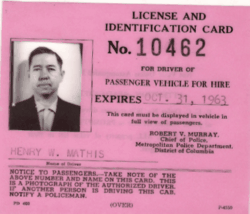 LICENSE AND
IDENTIFICATION CARD
No. 10462
FOR DRIVER OF
PASSENGER VEHICLE FOR HIRE
EXPIRES OCT. 31, 1963
This card must be displayed in vehicle in
full view of passengers.
ROBERT V. MURRAY,
Chief of Police,
Metropolitan Police Department,
District of Columbia
HENRY W. MATHIS
Name of Driver
NOTICE TO PASSENGERS—TAKE NOTE OF THE
ABOVE NUMBER AND NAME ON THIS CARD. THIS
IS A PHOTOGRAPH OF THE AUTHORIZED DRIVER.
IF ANOTHER PERSON IS DRIVING THIS CAR,
NOTIFY A POLICEMAN.
(OVER)